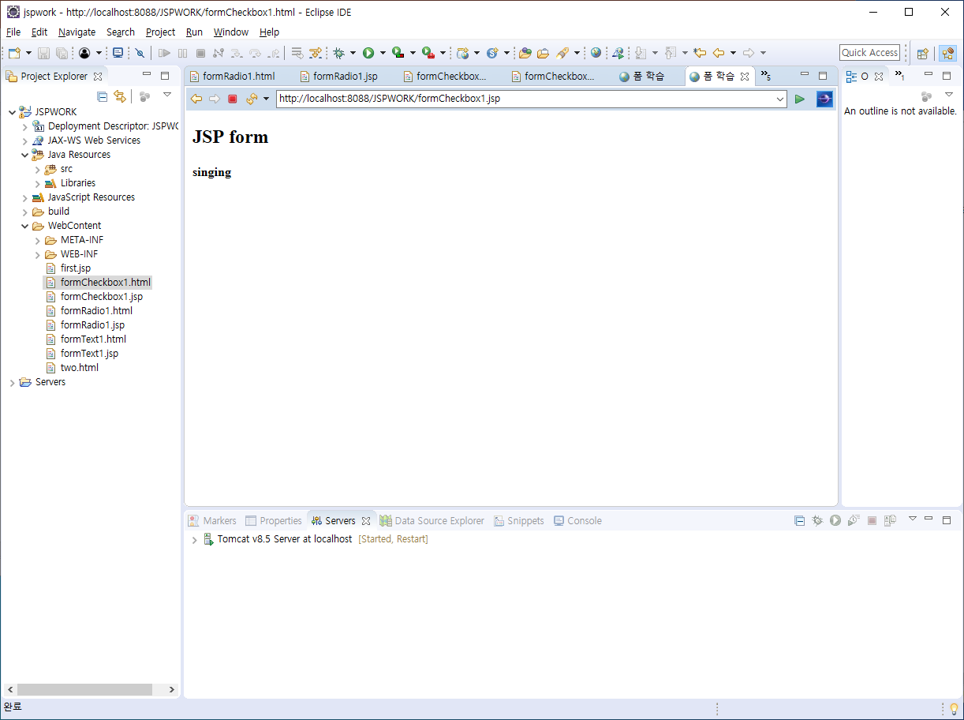 jspwork - http://localhost:8088/JSPWORK/formCheckbox1.html - Eclipse IDE
File Edit Navigate Search Project Run Window Help
Quick Access
Project Explorer
formRadio1.html formRadio1.jsp formCheckbox... formCheckbox... 폼 학습 폼 학습 »5
O »1
http://localhost:8088/JSPWORK/formCheckbox1.jsp
An outline is not available.
JSPWORK
Deployment Descriptor: JSPWO
JAX-WS Web Services
Java Resources
src
Libraries
JavaScript Resources
build
WebContent
META-INF
WEB-INF
first.jsp
formCheckbox1.html
formCheckbox1.jsp
formRadio1.html
formRadio1.jsp
formText1.html
formText1.jsp
two.html
Servers
JSP form
singing
Markers Properties Servers Data Source Explorer Snippets Console
Tomcat v8.5 Server at localhost [Started, Restart]
완료